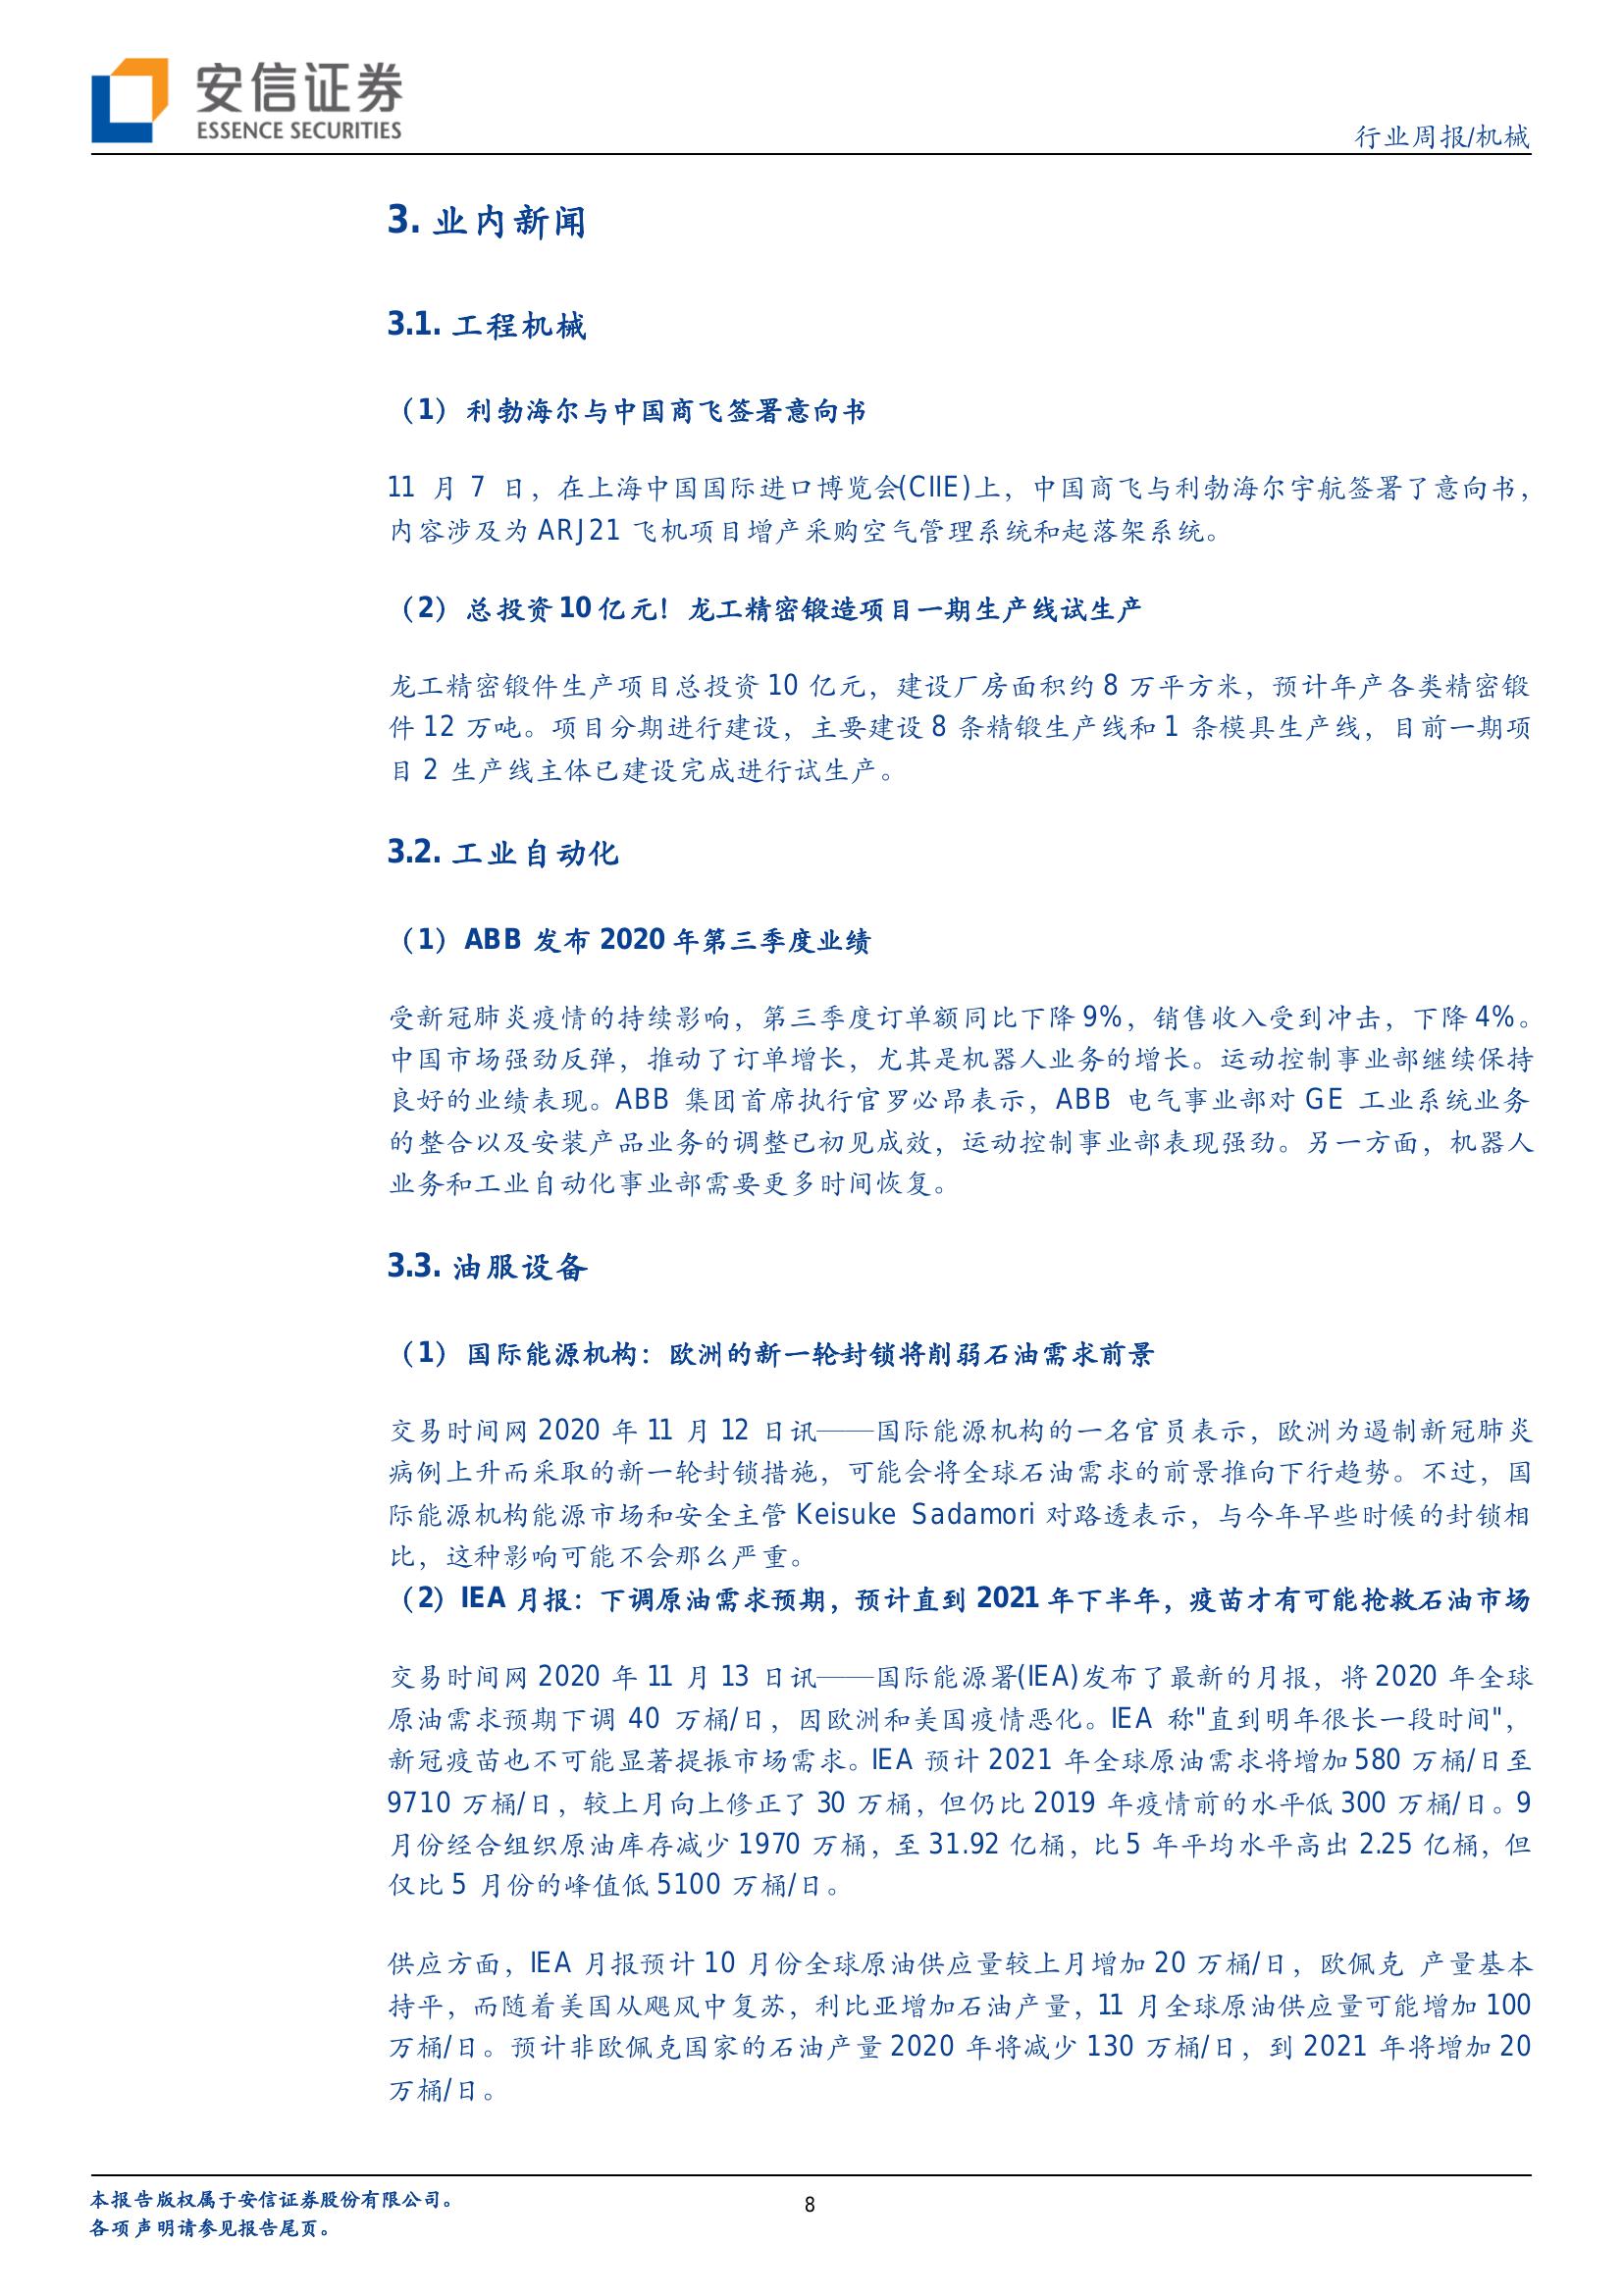 安信证券
ESSENCE SECURITIES
行业周报/机械
3. 业内新闻
3.1. 工程机械
（1）利勃海尔与中国商飞签署意向书
11 月 7 日，在上海中国国际进口博览会(CIIE)上，中国商飞与利勃海尔宇航签署了意向书，
内容涉及为 ARJ21 飞机项目增产采购空气管理系统和起落架系统。
（2）总投资 10 亿元！龙工精密锻造项目一期生产线试生产
龙工精密锻件生产项目总投资 10 亿元，建设厂房面积约 8 万平方米，预计年产各类精密锻
件 12 万吨。项目分期进行建设，主要建设 8 条精锻生产线和 1 条模具生产线，目前一期项
目 2 生产线主体已建设完成进行试生产。
3.2. 工业自动化
（1）ABB 发布 2020 年第三季度业绩
受新冠肺炎疫情的持续影响，第三季度订单额同比下降 9%，销售收入受到冲击，下降 4%。
中国市场强劲反弹，推动了订单增长，尤其是机器人业务的增长。运动控制事业部继续保持
良好的业绩表现。ABB 集团首席执行官罗必昂表示，ABB 电气事业部对 GE 工业系统业务
的整合以及安装产品业务的调整已初见成效，运动控制事业部表现强劲。另一方面，机器人
业务和工业自动化事业部需要更多时间恢复。
3.3. 油服设备
（1）国际能源机构：欧洲的新一轮封锁将削弱石油需求前景
交易时间网 2020 年 11 月 12 日讯——国际能源机构的一名官员表示，欧洲为遏制新冠肺炎
病例上升而采取的新一轮封锁措施，可能会将全球石油需求的前景推向下行趋势。不过，国
际能源机构能源市场和安全主管 Keisuke Sadamori 对路透表示，与今年早些时候的封锁相
比，这种影响可能不会那么严重。
（2）IEA 月报：下调原油需求预期，预计直到 2021 年下半年，疫苗才有可能抢救石油市场
交易时间网 2020 年 11 月 13 日讯——国际能源署(IEA)发布了最新的月报，将 2020 年全球
原油需求预期下调 40 万桶/日，因欧洲和美国疫情恶化。IEA 称"直到明年很长一段时间"，
新冠疫苗也不可能显著提振市场需求。IEA 预计 2021 年全球原油需求将增加 580 万桶/日至
9710 万桶/日，较上月向上修正了 30 万桶，但仍比 2019 年疫情前的水平低 300 万桶/日。9
月份经合组织原油库存减少 1970 万桶，至 31.92 亿桶，比 5 年平均水平高出 2.25 亿桶，但
仅比 5 月份的峰值低 5100 万桶/日。
供应方面，IEA 月报预计 10 月份全球原油供应量较上月增加 20 万桶/日，欧佩克 产量基本
持平，而随着美国从飓风中复苏，利比亚增加石油产量，11 月全球原油供应量可能增加 100
万桶/日。预计非欧佩克国家的石油产量 2020 年将减少 130 万桶/日，到 2021 年将增加 20
万桶/日。
本报告版权属于安信证券股份有限公司。
各项声明请参见报告尾页。
8